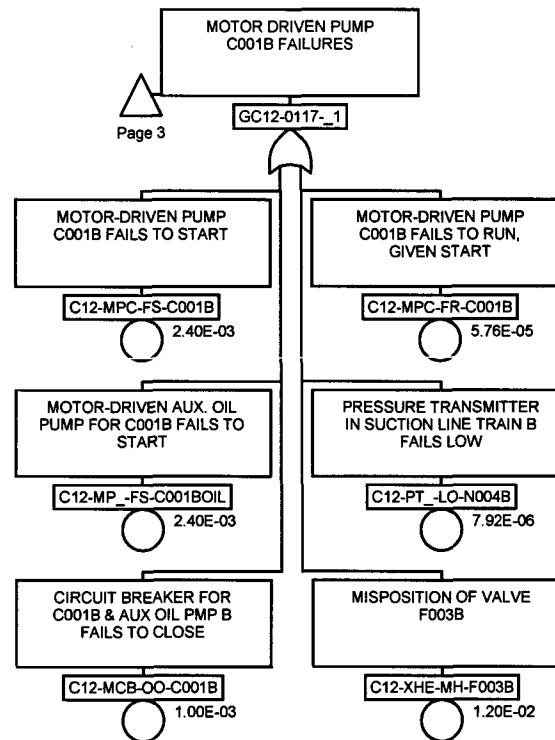 MOTOR DRIVEN PUMP
C001B FAILURES
Page 3
GC12-0117-_1
MOTOR-DRIVEN PUMP
C001B FAILS TO START
C12-MPC-FS-C001B
2.40E-03
MOTOR-DRIVEN PUMP
C001B FAILS TO RUN,
GIVEN START
C12-MPC-FR-C001B
5.76E-05
MOTOR-DRIVEN AUX. OIL
PUMP FOR C001B FAILS TO
START
C12-MP_-FS-C001BOIL
2.40E-03
PRESSURE TRANSMITTER
IN SUCTION LINE TRAIN B
FAILS LOW
C12-PT_-LO-N004B
7.92E-06
CIRCUIT BREAKER FOR
C001B & AUX OIL PMP B
FAILS TO CLOSE
C12-MCB-OO-C001B
1.00E-03
MISPOSITION OF VALVE
F003B
C12-XHE-MH-F003B
1.20E-02